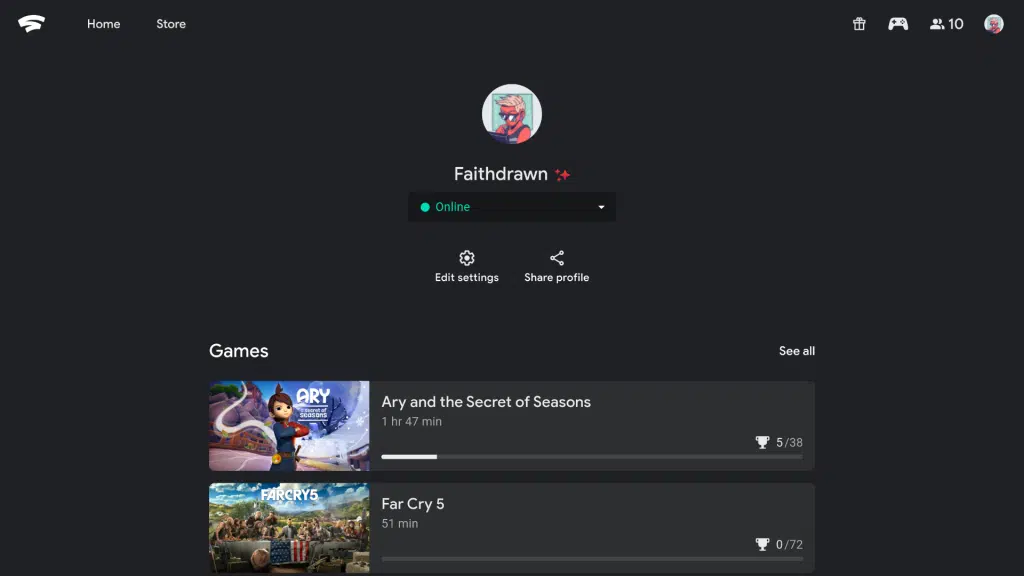 Home
Store
10
Faithdrawn
Online
Edit settings
Share profile
Games
See all
ARY
and the
secret of
seasons
Ary and the Secret of Seasons
1 hr 47 min
5/38
FARCRY5
Far Cry 5
51 min
0/72